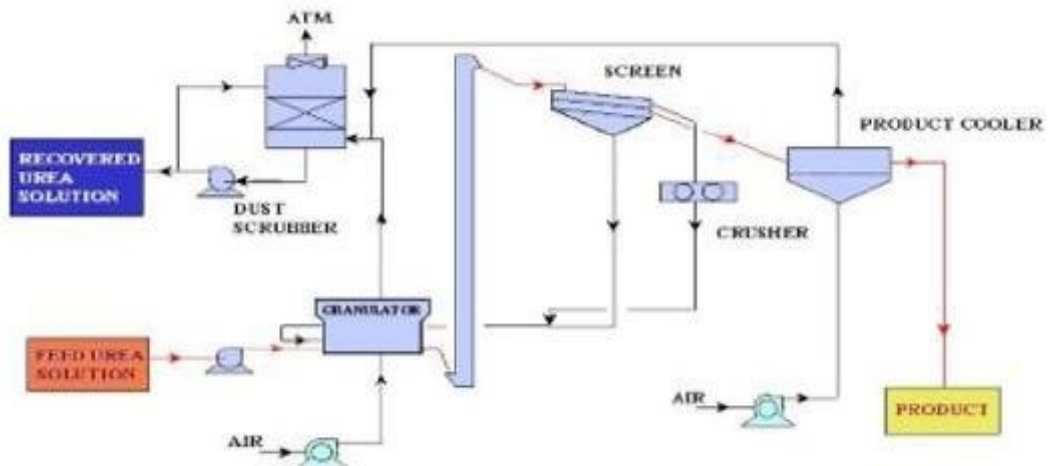 ATM
SCREEN
PRODUCT COOLER
RECOVERED
UREA
SOLUTION
DUST
SCRUBBER
CRUSHER
GRANULATOR
FEED UREA
SOLUTION
AIR
AIR
PRODUCT